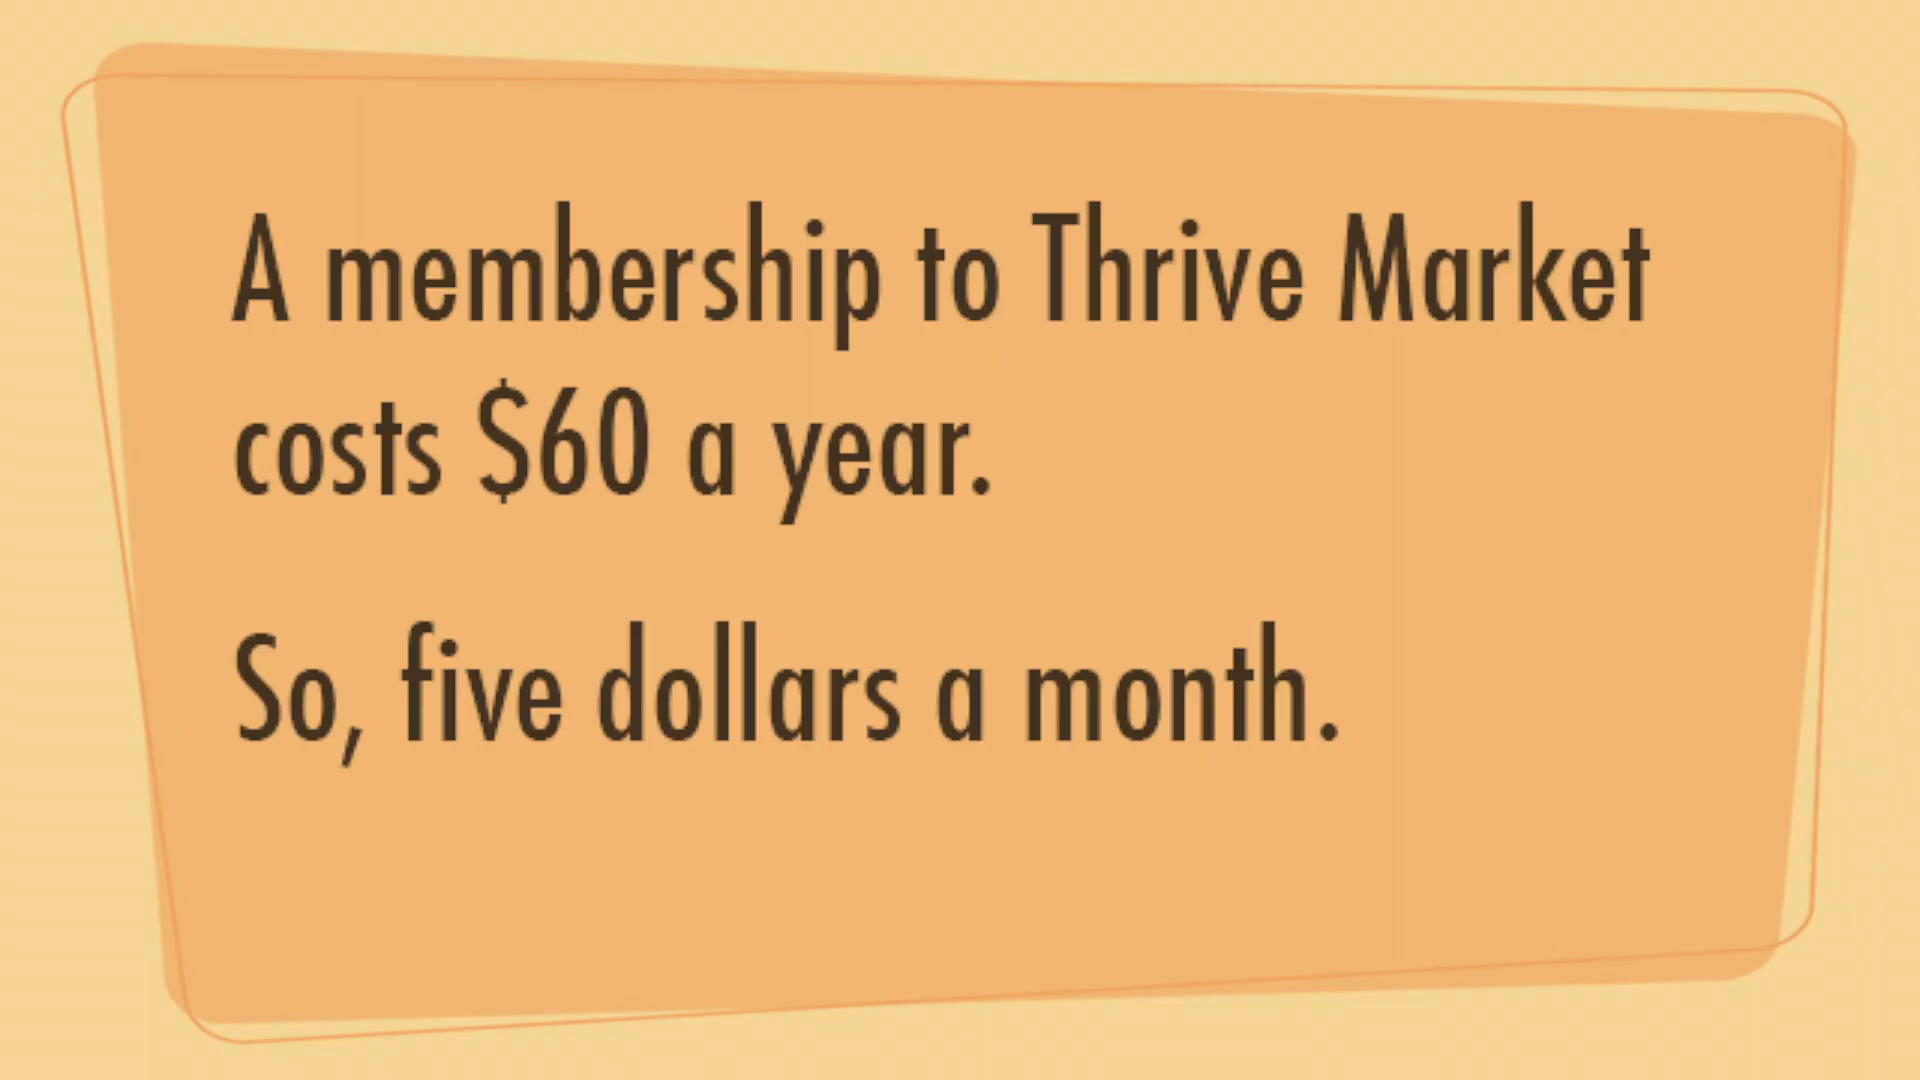 A membership to Thrive Market
costs $60 a year.
So, five dollars a month.